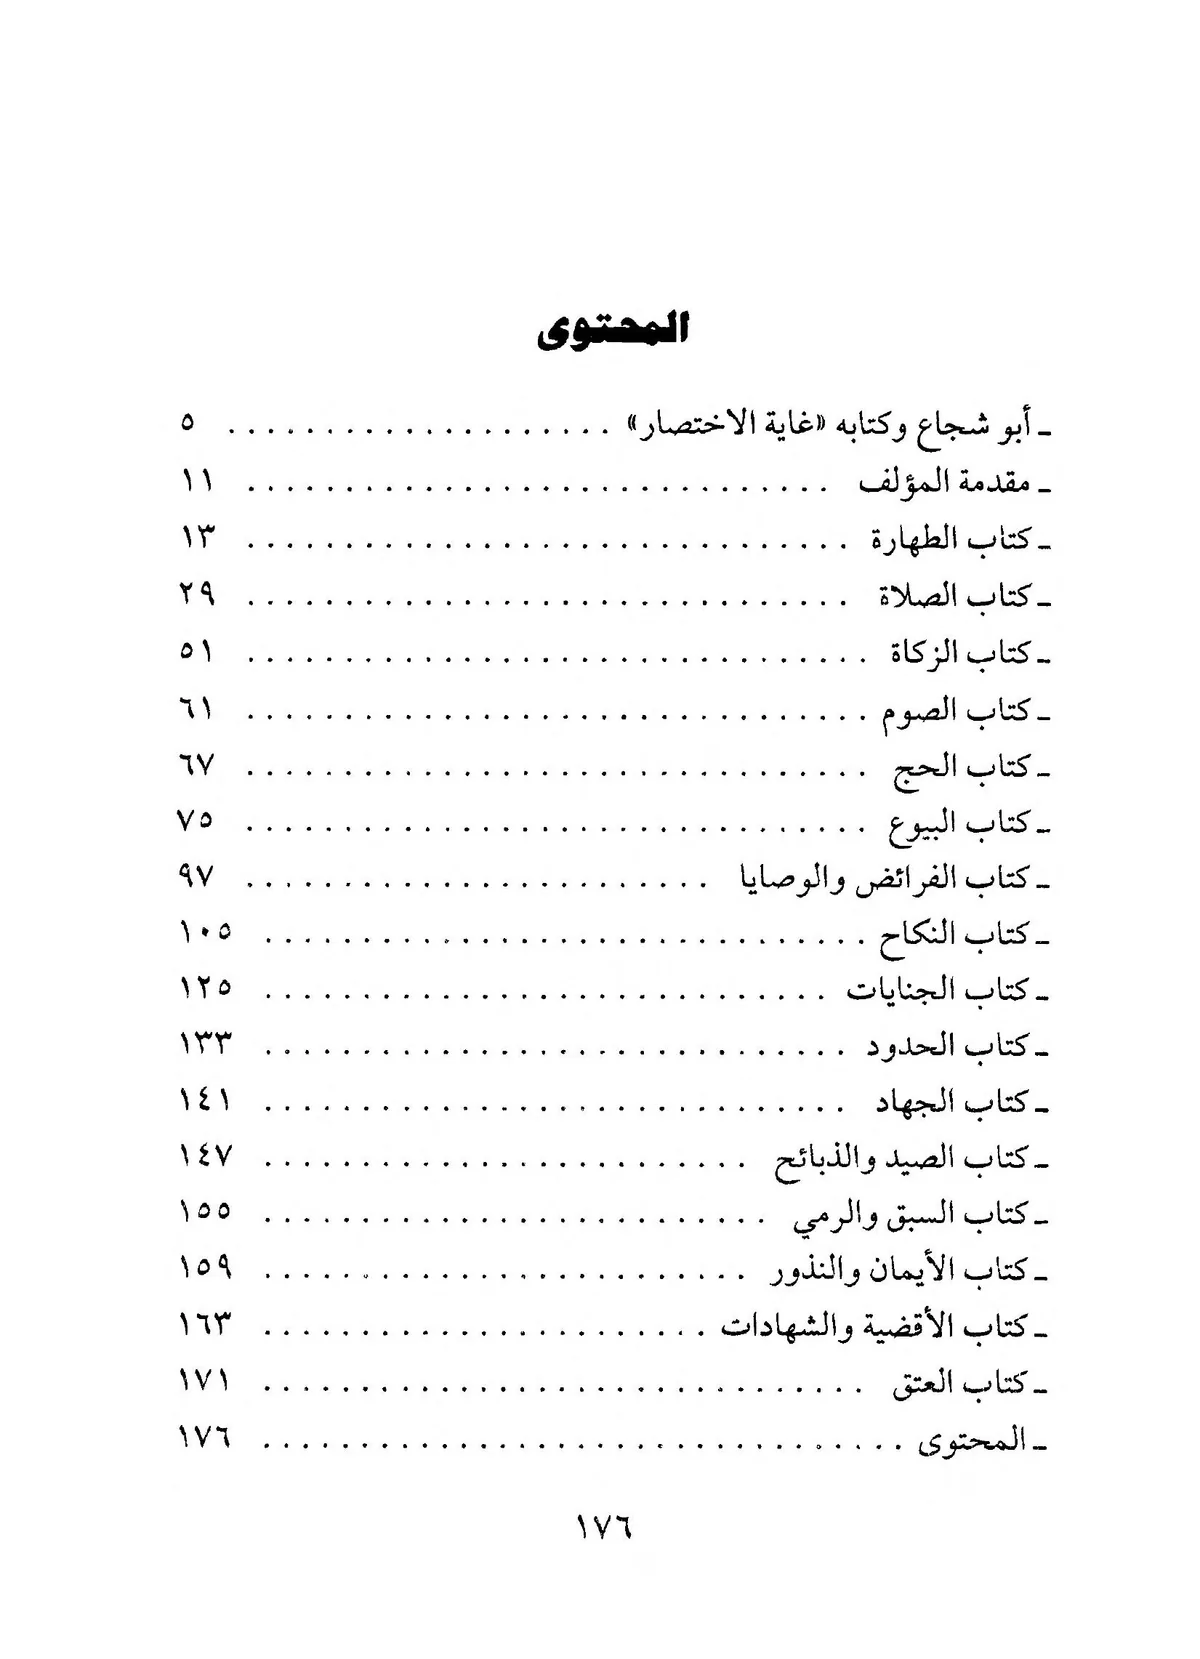 المحتوى
ـ أبو شجاع وكتابه «غاية الاختصار» . . . . . . . . . . . . . . . . . . . . ٥
ـ مقدمة المؤلف . . . . . . . . . . . . . . . . . . . . . . . . . . . . . . ١١
ـ كتاب الطهارة . . . . . . . . . . . . . . . . . . . . . . . . . . . . . . . ١٣
ـ كتاب الصلاة . . . . . . . . . . . . . . . . . . . . . . . . . . . . . . . ٢٩
ـ كتاب الزكاة . . . . . . . . . . . . . . . . . . . . . . . . . . . . . . . . ٥١
ـ كتاب الصوم . . . . . . . . . . . . . . . . . . . . . . . . . . . . . . . . ٦١
ـ كتاب الحج . . . . . . . . . . . . . . . . . . . . . . . . . . . . . . . . ٦٧
ـ كتاب البيوع . . . . . . . . . . . . . . . . . . . . . . . . . . . . . . . . ٧٥
ـ كتاب الفرائض والوصايا . . . . . . . . . . . . . . . . . . . . . . . . ٩٧
ـ كتاب النكاح . . . . . . . . . . . . . . . . . . . . . . . . . . . . . . . ١٠٥
ـ كتاب الجنايات . . . . . . . . . . . . . . . . . . . . . . . . . . . . . ١٢٥
ـ كتاب الحدود . . . . . . . . . . . . . . . . . . . . . . . . . . . . . . ١٣٣
ـ كتاب الجهاد . . . . . . . . . . . . . . . . . . . . . . . . . . . . . . ١٤١
ـ كتاب الصيد والذبائح . . . . . . . . . . . . . . . . . . . . . . . . . ١٤٧
ـ كتاب السبق والرمي . . . . . . . . . . . . . . . . . . . . . . . . . . ١٥٥
ـ كتاب الأيمان والنذور . . . . . . . . . . . . . . . . . . . . . . . . . ١٥٩
ـ كتاب الأقضية والشهادات . . . . . . . . . . . . . . . . . . . . . . . ١٦٣
ـ كتاب العتق . . . . . . . . . . . . . . . . . . . . . . . . . . . . . . . ١٧١
ـ المحتوى . . . . . . . . . . . . . . . . . . . . . . . . . . . . . . . . . ١٧٦
١٧٦